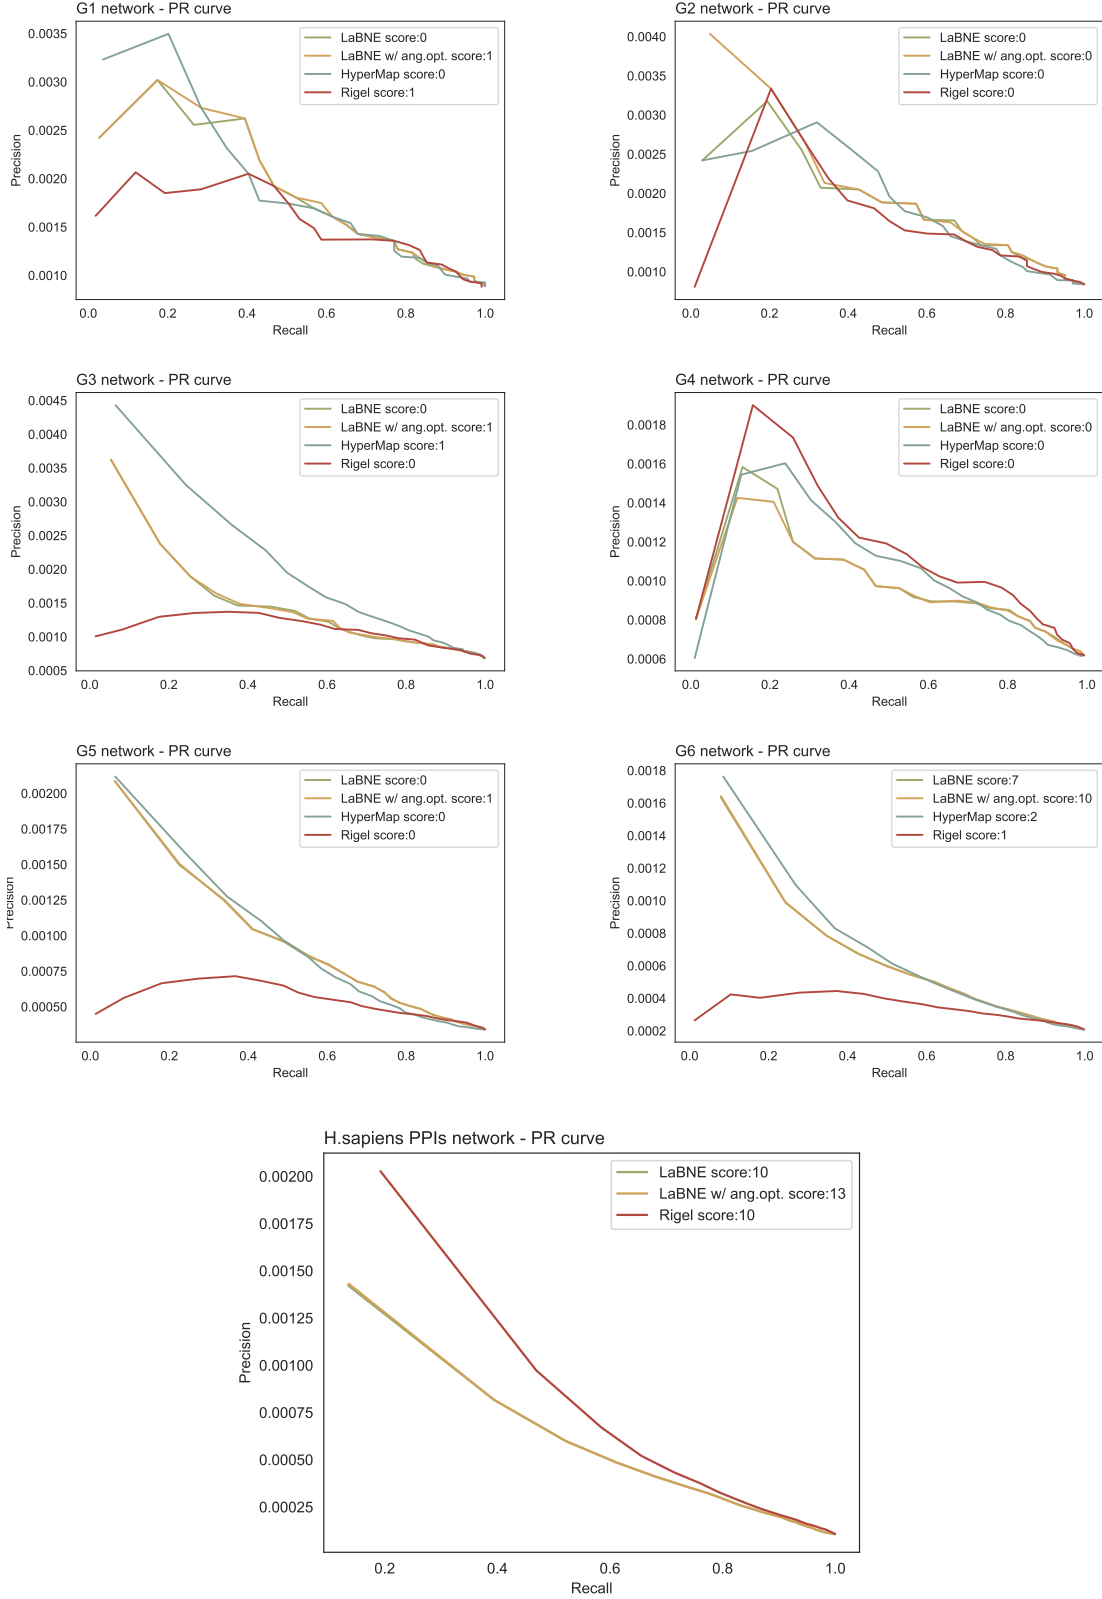 G1 network - PR curve
0.0035
0.0030
0.0025
0.0020
0.0015
0.0010
Precision
0.0 0.2 0.4 0.6 0.8 1.0
Recall
LaBNE score:0
LaBNE w/ ang.opt. score:1
HyperMap score:0
Rigel score:1
G2 network - PR curve
0.0040
0.0035
0.0030
0.0025
0.0020
0.0015
0.0010
Precision
0.0 0.2 0.4 0.6 0.8 1.0
Recall
LaBNE score:0
LaBNE w/ ang.opt. score:0
HyperMap score:0
Rigel score:0
G3 network - PR curve
0.0045
0.0040
0.0035
0.0030
0.0025
0.0020
0.0015
0.0010
0.0005
Precision
0.0 0.2 0.4 0.6 0.8 1.0
Recall
LaBNE score:0
LaBNE w/ ang.opt. score:1
HyperMap score:1
Rigel score:0
G4 network - PR curve
0.0018
0.0016
0.0014
0.0012
0.0010
0.0008
0.0006
Precision
0.0 0.2 0.4 0.6 0.8 1.0
Recall
LaBNE score:0
LaBNE w/ ang.opt. score:0
HyperMap score:0
Rigel score:0
G5 network - PR curve
0.00200
0.00175
0.00150
0.00125
0.00100
0.00075
0.00050
Precision
0.0 0.2 0.4 0.6 0.8 1.0
Recall
LaBNE score:0
LaBNE w/ ang.opt. score:1
HyperMap score:0
Rigel score:0
G6 network - PR curve
0.0018
0.0016
0.0014
0.0012
0.0010
0.0008
0.0006
0.0004
0.0002
Precision
0.0 0.2 0.4 0.6 0.8 1.0
Recall
LaBNE score:7
LaBNE w/ ang.opt. score:10
HyperMap score:2
Rigel score:1
H.sapiens PPIs network - PR curve
0.00200
0.00175
0.00150
0.00125
0.00100
0.00075
0.00050
0.00025
Precision
0.2 0.4 0.6 0.8 1.0
Recall
LaBNE score:10
LaBNE w/ ang.opt. score:13
Rigel score:10